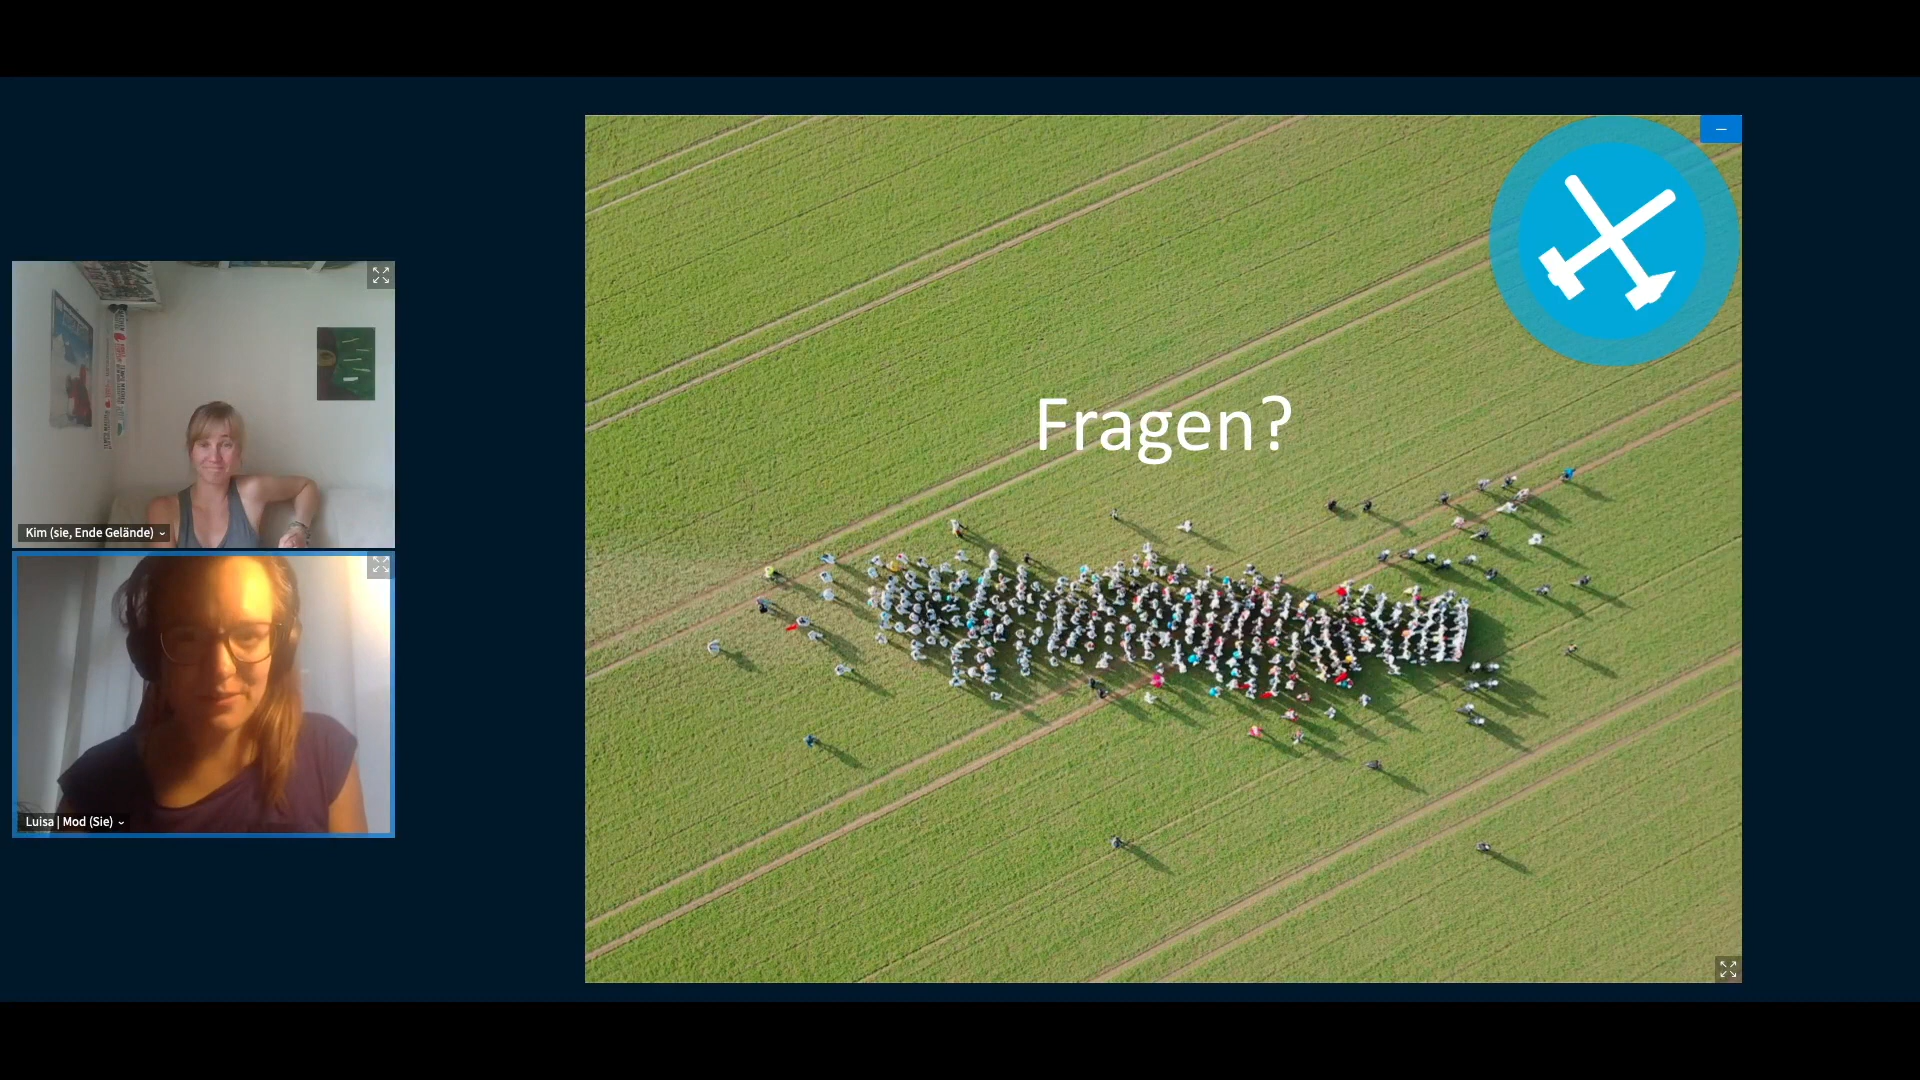 Fragen?
Kim (sie, Ende Gelände)
Luisa | Mod (Sie)